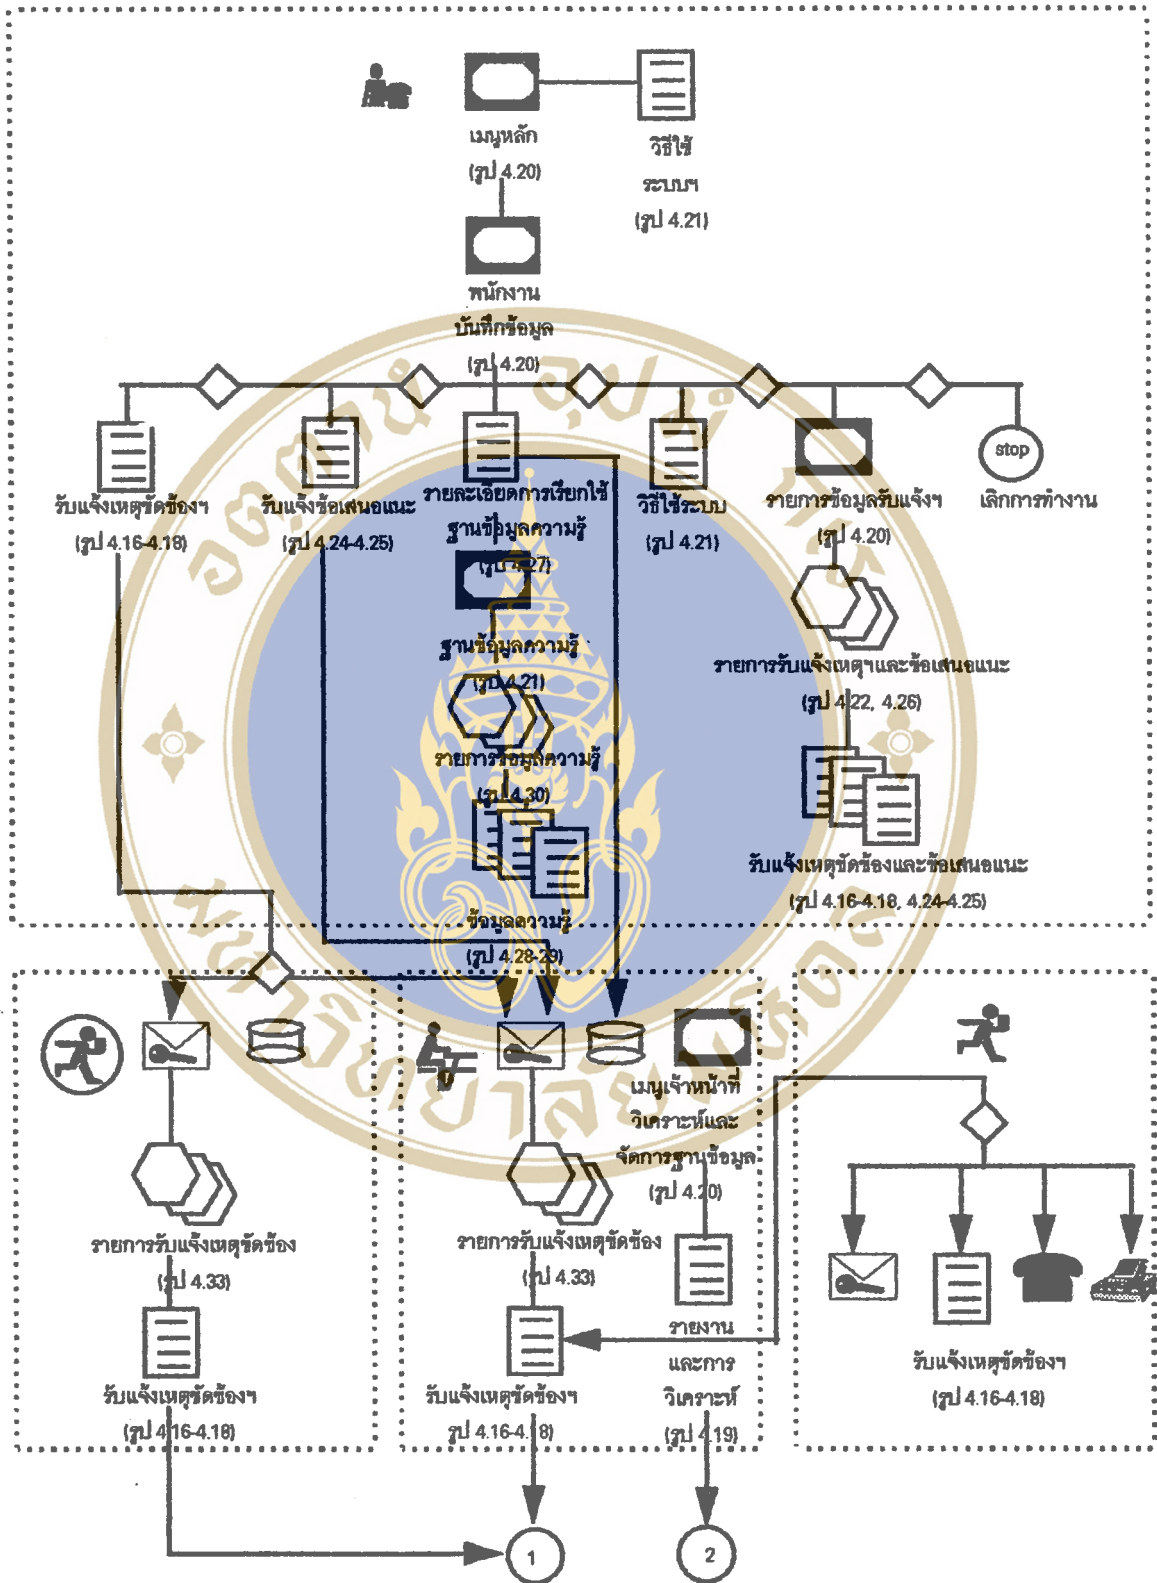 เมนูหลัก
(รูป 4.20)
วิธีใช้
ระบบฯ
(รูป 4.21)
พนักงาน
บันทึกข้อมูล
(รูป 4.20)
รับแจ้งเหตุขัดข้องฯ
(รูป 4.16-4.18)
รับแจ้งข้อเสนอแนะ
(รูป 4.24-4.25)
รายละเอียดการเรียกใช้
ฐานข้อมูลความรู้
(รูป 4.27)
วิธีใช้ระบบ
(รูป 4.21)
รายการข้อมูลรับแจ้งฯ
(รูป 4.20)
stop
เลิกการทำงาน
ฐานข้อมูลความรู้
(รูป 4.21)
รายการข้อมูลความรู้
(รูป 4.30)
ข้อมูลความรู้
(รูป 4.28-29)
รายการรับแจ้งเหตุฯและข้อเสนอแนะ
(รูป 4.22, 4.26)
รับแจ้งเหตุขัดข้องและข้อเสนอแนะ
(รูป 4.16-4.18, 4.24-4.25)
รายการรับแจ้งเหตุขัดข้อง
(รูป 4.33)
รับแจ้งเหตุขัดข้องฯ
(รูป 4.16-4.18)
รายการรับแจ้งเหตุขัดข้อง
(รูป 4.33)
รับแจ้งเหตุขัดข้องฯ
รูป 4.16-4.18)
เมนูเจ้าหน้าที่
วิเคราะห์และ
จัดการฐานข้อมูล
(รูป 4.20)
รายงาน
และการ
วิเคราะห์
(รูป 4.19)
รับแจ้งเหตุขัดข้องฯ
(รูป 4.16-4.18)
1
2
มหาวิทยาลัยมหิดล